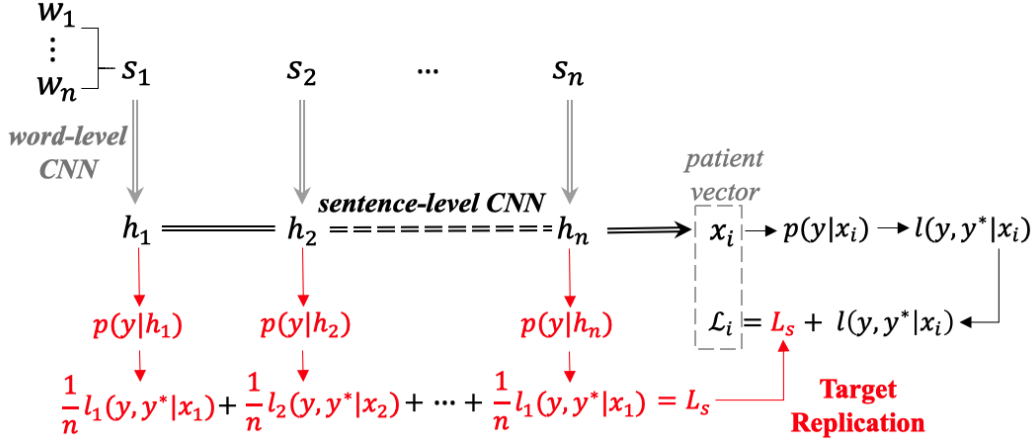 w₁
⋮
wₙ
s₁ s₂ ... sₙ
word-level
CNN
patient
vector
sentence-level CNN
h₁ h₂ hₙ xᵢ p(y|xᵢ) l(y, y*|xᵢ)
p(y|h₁) p(y|h₂) p(y|hₙ) ℒᵢ = Lₛ + l(y, y*|xᵢ)
1/n l₁(y, y*|x₁) + 1/n l₂(y, y*|x₂) + ⋯ + 1/n l₁(y, y*|x₁) = Lₛ
Target
Replication